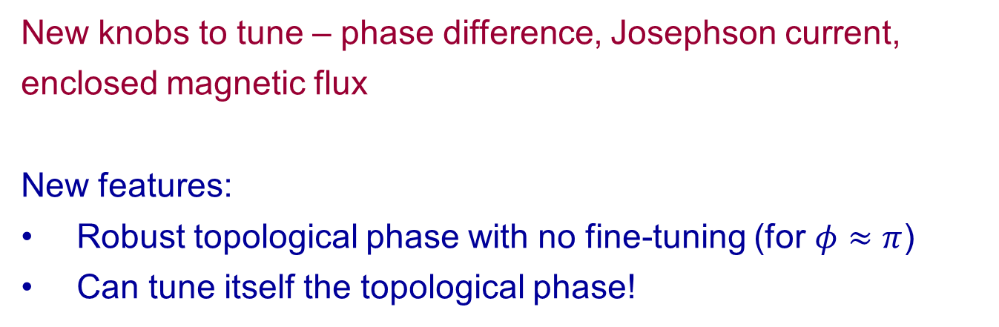 New knobs to tune – phase difference, Josephson current,
enclosed magnetic flux
New features:
• Robust topological phase with no fine-tuning (for ϕ ≈ π)
• Can tune itself the topological phase!